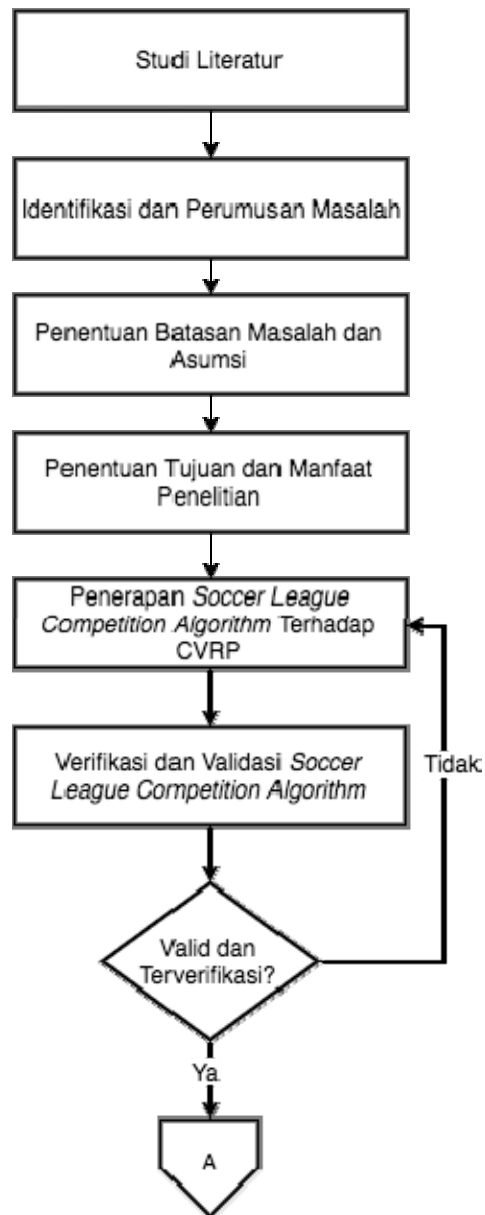 Studi Literatur
Identifikasi dan Perumusan Masalah
Penentuan Batasan Masalah dan
Asumsi
Penentuan Tujuan dan Manfaat
Penelitian
Penerapan Soccer League
Competition Algorithm Terhadap
CVRP
Verifikasi dan Validasi Soccer
League Competition Algorithm
Tidak
Valid dan
Terverifikasi?
Ya
A